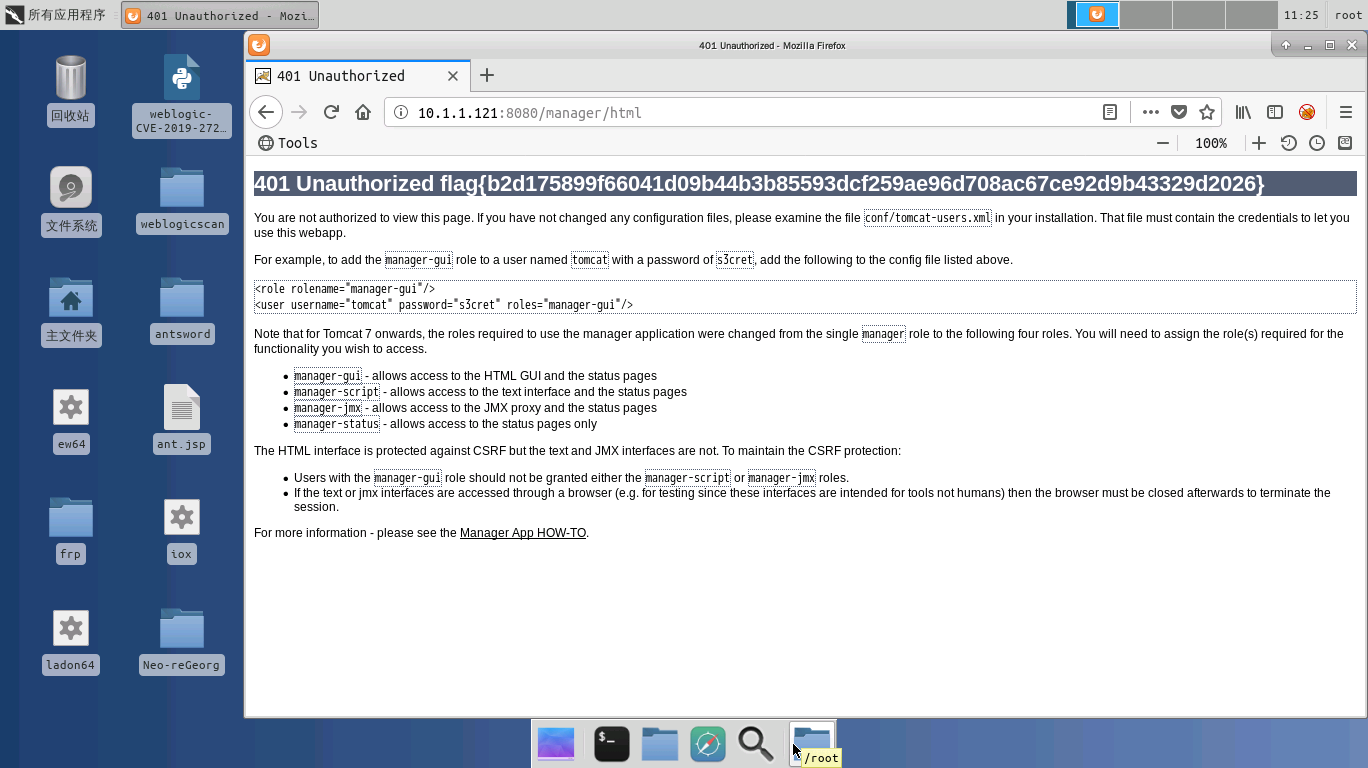 所有应用程序
401 Unauthorized - Mozi…
11:25
root
401 Unauthorized - Mozilla Firefox
401 Unauthorized
10.1.1.121:8080/manager/html
Tools
100%
回收站
weblogic-
CVE-2019-272…
文件系统
weblogicscan
主文件夹
antsword
ew64
ant.jsp
frp
iox
ladon64
Neo-reGeorg
401 Unauthorized flag{b2d175899f66041d09b44b3b85593dcf259ae96d708ac67ce92d9b43329d2026}
You are not authorized to view this page. If you have not changed any configuration files, please examine the file conf/tomcat-users.xml in your installation. That file must contain the credentials to let you
use this webapp.
For example, to add the manager-gui role to a user named tomcat with a password of s3cret, add the following to the config file listed above.
<role rolename="manager-gui"/>
<user username="tomcat" password="s3cret" roles="manager-gui"/>
Note that for Tomcat 7 onwards, the roles required to use the manager application were changed from the single manager role to the following four roles. You will need to assign the role(s) required for the
functionality you wish to access.
manager-gui - allows access to the HTML GUI and the status pages
manager-script - allows access to the text interface and the status pages
manager-jmx - allows access to the JMX proxy and the status pages
manager-status - allows access to the status pages only
The HTML interface is protected against CSRF but the text and JMX interfaces are not. To maintain the CSRF protection:
Users with the manager-gui role should not be granted either the manager-script or manager-jmx roles.
If the text or jmx interfaces are accessed through a browser (e.g. for testing since these interfaces are intended for tools not humans) then the browser must be closed afterwards to terminate the
session.
For more information - please see the Manager App HOW-TO.
$_
/root